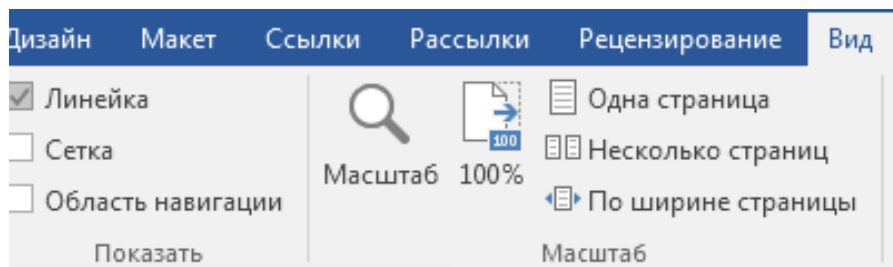 Дизайн Макет Ссылки Рассылки Рецензирование Вид
Линейка
Сетка
Область навигации
Показать
Масштаб
100
100%
Одна страница
Несколько страниц
По ширине страницы
Масштаб